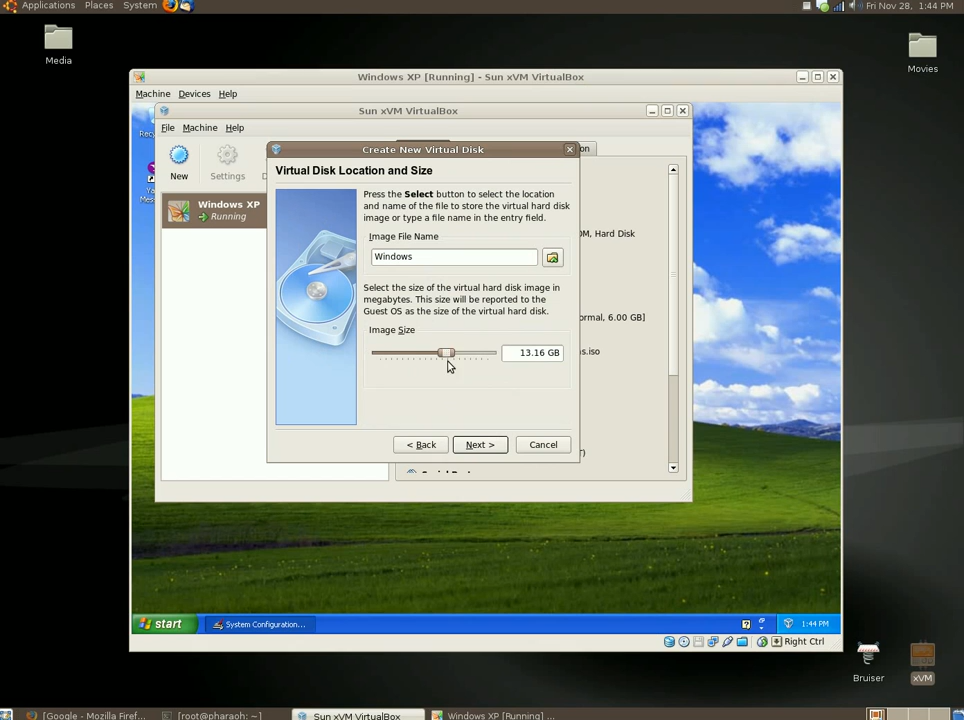 Applications Places System
Fri Nov 28, 1:44 PM
Media
Movies
Windows XP [Running] - Sun xVM VirtualBox
Machine Devices Help
Sun xVM VirtualBox
File Machine Help
New
Settings
Windows XP
Running
Create New Virtual Disk
Virtual Disk Location and Size
Press the Select button to select the location
and name of the file to store the virtual hard disk
image or type a file name in the entry field.
Image File Name
Windows
Select the size of the virtual hard disk image in
megabytes. This size will be reported to the
Guest OS as the size of the virtual hard disk.
Image Size
13.16 GB
< Back
Next >
Cancel
Hard Disk
6.00 GB]
.iso
start
System Configuration...
1:44 PM
Right Ctrl
Bruiser
xVM
[Google - Mozilla Firef...
[root@pharaoh: ~]
Sun xVM VirtualBox
Windows XP [Running] ...